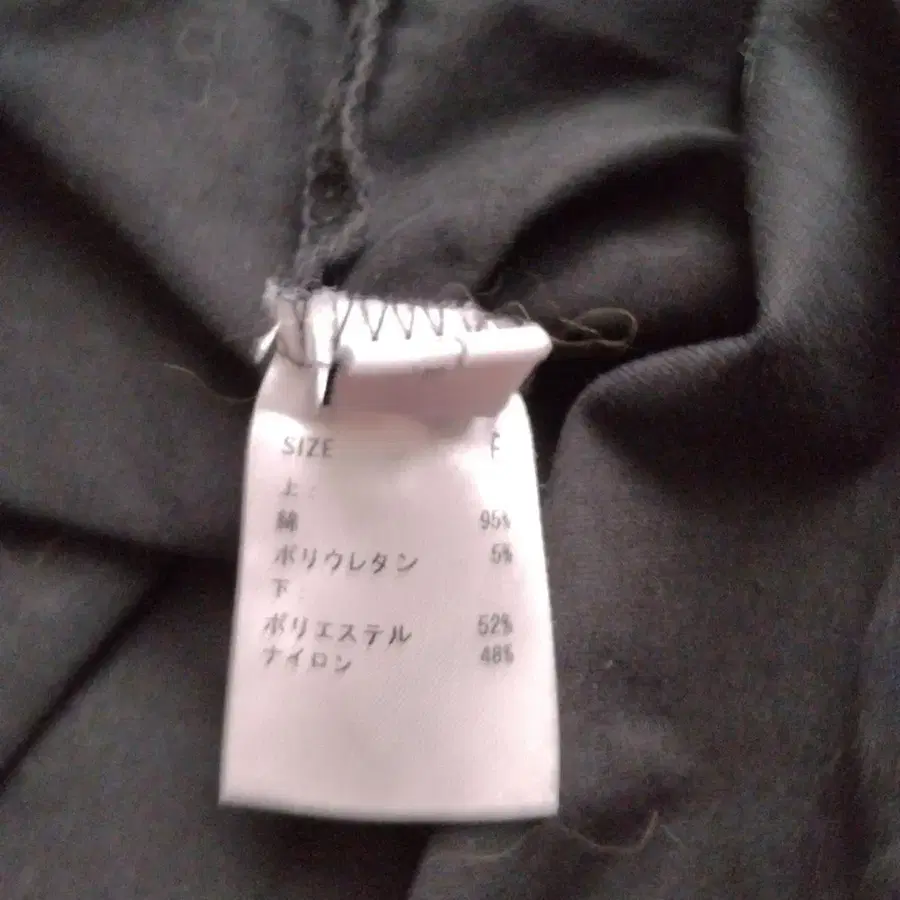 SIZE F
上:
綿 95%
ポリウレタン 5%
下:
ポリエステル 52%
ナイロン 48%